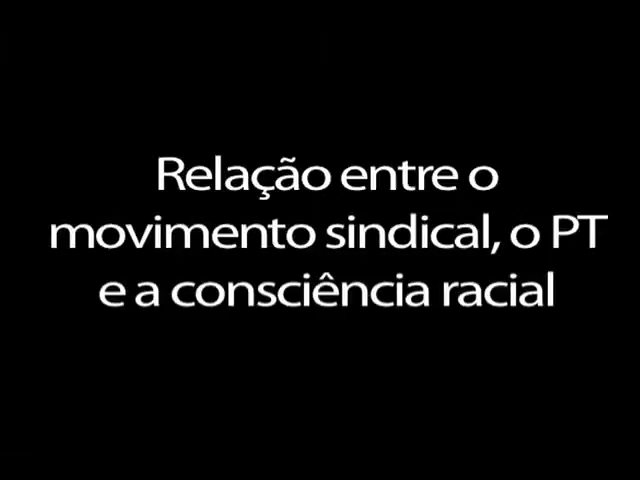 Relação entre o
movimento sindical, o PT
e a consciência racial